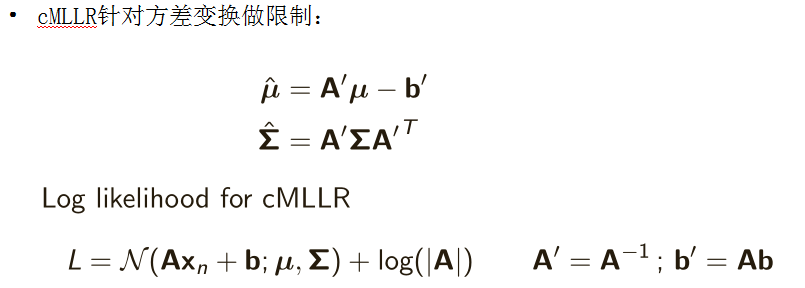 • cMLLR针对方差变换做限制：
μ̂ = A′μ − b′
Σ̂ = A′ΣA′ᵀ
Log likelihood for cMLLR
L = 𝒩(Axₙ + b; μ, Σ) + log(|A|) A′ = A⁻¹ ; b′ = Ab